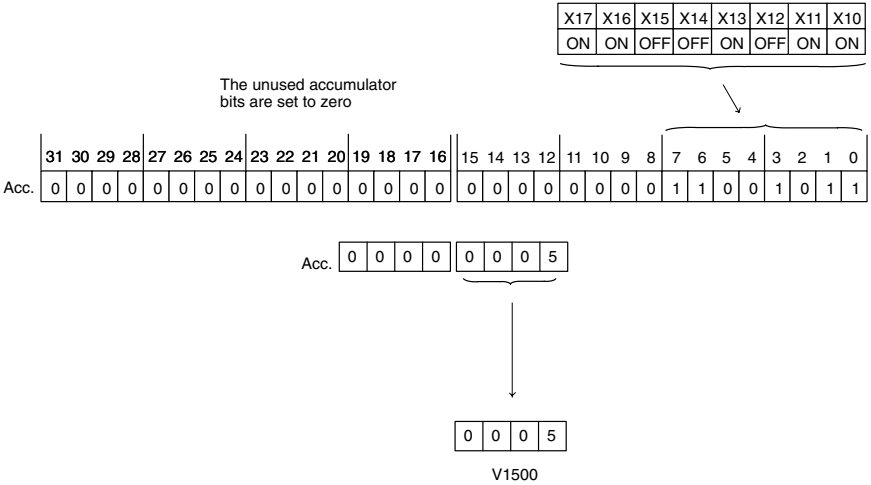 X17 X16 X15 X14 X13 X12 X11 X10
ON ON OFF OFF ON OFF ON ON
The unused accumulator
bits are set to zero
31 30 29 28 27 26 25 24 23 22 21 20 19 18 17 16 15 14 13 12 11 10 9 8 7 6 5 4 3 2 1 0
Acc. 0 0 0 0 0 0 0 0 0 0 0 0 0 0 0 0 0 0 0 0 0 0 0 0 1 1 0 0 1 0 1 1
Acc. 0 0 0 0 0 0 0 5
0 0 0 5
V1500